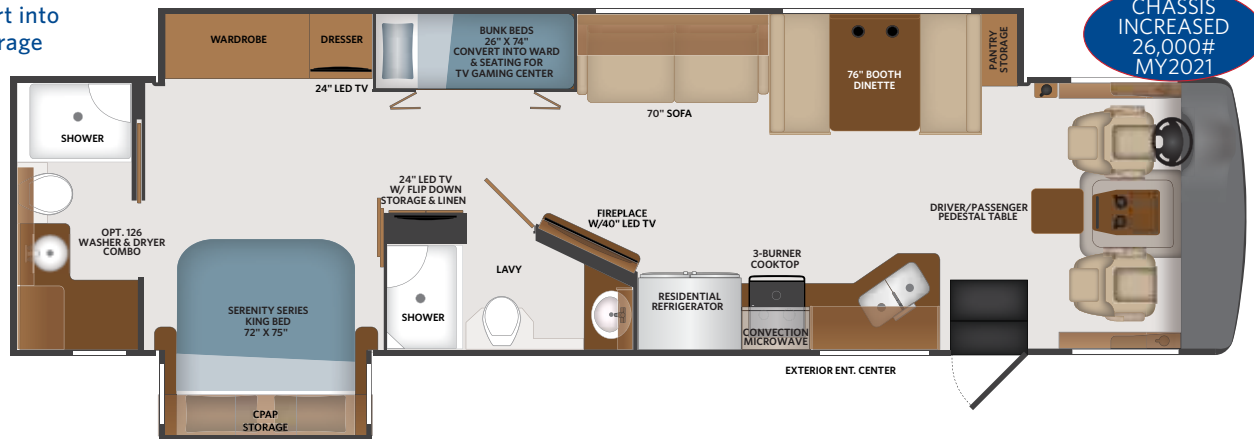 rt into
rage
CHASSIS
INCREASED
26,000#
MY2021
WARDROBE
DRESSER
24" LED TV
BUNK BEDS
26" X 74"
CONVERT INTO WARD
& SEATING FOR
TV GAMING CENTER
70" SOFA
76" BOOTH
DINETTE
PANTRY
STORAGE
SHOWER
OPT. 126
WASHER & DRYER
COMBO
24" LED TV
W/ FLIP DOWN
STORAGE & LINEN
FIREPLACE
W/40" LED TV
DRIVER/PASSENGER
PEDESTAL TABLE
LAVY
3-BURNER
COOKTOP
SERENITY SERIES
KING BED
72" X 75"
SHOWER
RESIDENTIAL
REFRIGERATOR
CONVECTION
MICROWAVE
EXTERIOR ENT. CENTER
CPAP
STORAGE